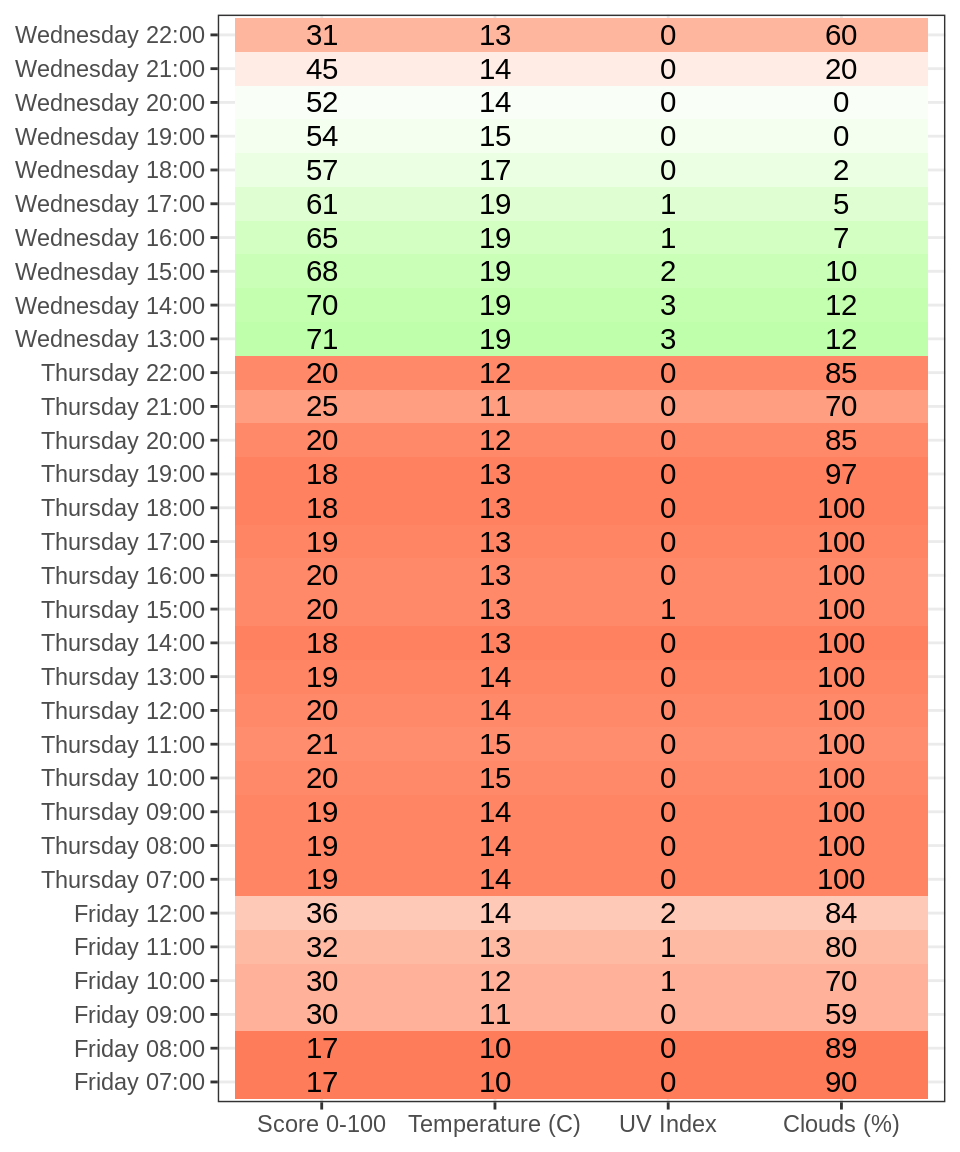 Wednesday 22:00 31 13 0 60
Wednesday 21:00 45 14 0 20
Wednesday 20:00 52 14 0 0
Wednesday 19:00 54 15 0 0
Wednesday 18:00 57 17 0 2
Wednesday 17:00 61 19 1 5
Wednesday 16:00 65 19 1 7
Wednesday 15:00 68 19 2 10
Wednesday 14:00 70 19 3 12
Wednesday 13:00 71 19 3 12
Thursday 22:00 20 12 0 85
Thursday 21:00 25 11 0 70
Thursday 20:00 20 12 0 85
Thursday 19:00 18 13 0 97
Thursday 18:00 18 13 0 100
Thursday 17:00 19 13 0 100
Thursday 16:00 20 13 0 100
Thursday 15:00 20 13 1 100
Thursday 14:00 18 13 0 100
Thursday 13:00 19 14 0 100
Thursday 12:00 20 14 0 100
Thursday 11:00 21 15 0 100
Thursday 10:00 20 15 0 100
Thursday 09:00 19 14 0 100
Thursday 08:00 19 14 0 100
Thursday 07:00 19 14 0 100
Friday 12:00 36 14 2 84
Friday 11:00 32 13 1 80
Friday 10:00 30 12 1 70
Friday 09:00 30 11 0 59
Friday 08:00 17 10 0 89
Friday 07:00 17 10 0 90
Score 0-100 Temperature (C) UV Index Clouds (%)